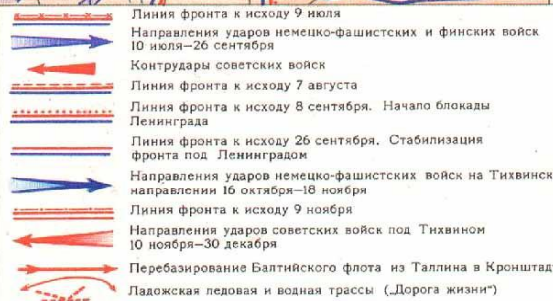 Линия фронта к исходу 9 июля
Направления ударов немецко-фашистских и финских войск
10 июля—26 сентября
Контрудары советских войск
Линия фронта к исходу 7 августа
Линия фронта к исходу 8 сентября. Начало блокады
Ленинграда
Линия фронта к исходу 26 сентября. Стабилизация
фронта под Ленинградом
Направления ударов немецко-фашистских войск на Тихвинск
направлении 16 октября—18 ноября
Линия фронта к исходу 9 ноября
Направления ударов советских войск под Тихвином
10 ноября—30 декабря
Перебазирование Балтийского флота из Таллина в Кронштад
Ладожская ледовая и водная трассы („Дорога жизни“)